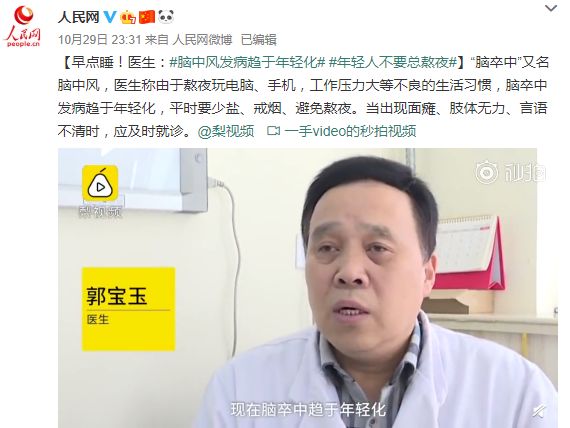 人民网
people.cn
人民网
10月29日 23:31 来自 人民网微博 已编辑
【早点睡！医生：#脑中风发病趋于年轻化# #年轻人不要总熬夜#】“脑卒中”又名
脑中风，医生称由于熬夜玩电脑、手机，工作压力大等不良的生活习惯，脑卒中
发病趋于年轻化，平时要少盐、戒烟、避免熬夜。当出现面瘫、肢体无力、言语
不清时，应及时就诊。@梨视频 一手video的秒拍视频
梨视频
秒拍
郭宝玉
医生
现在脑卒中趋于年轻化